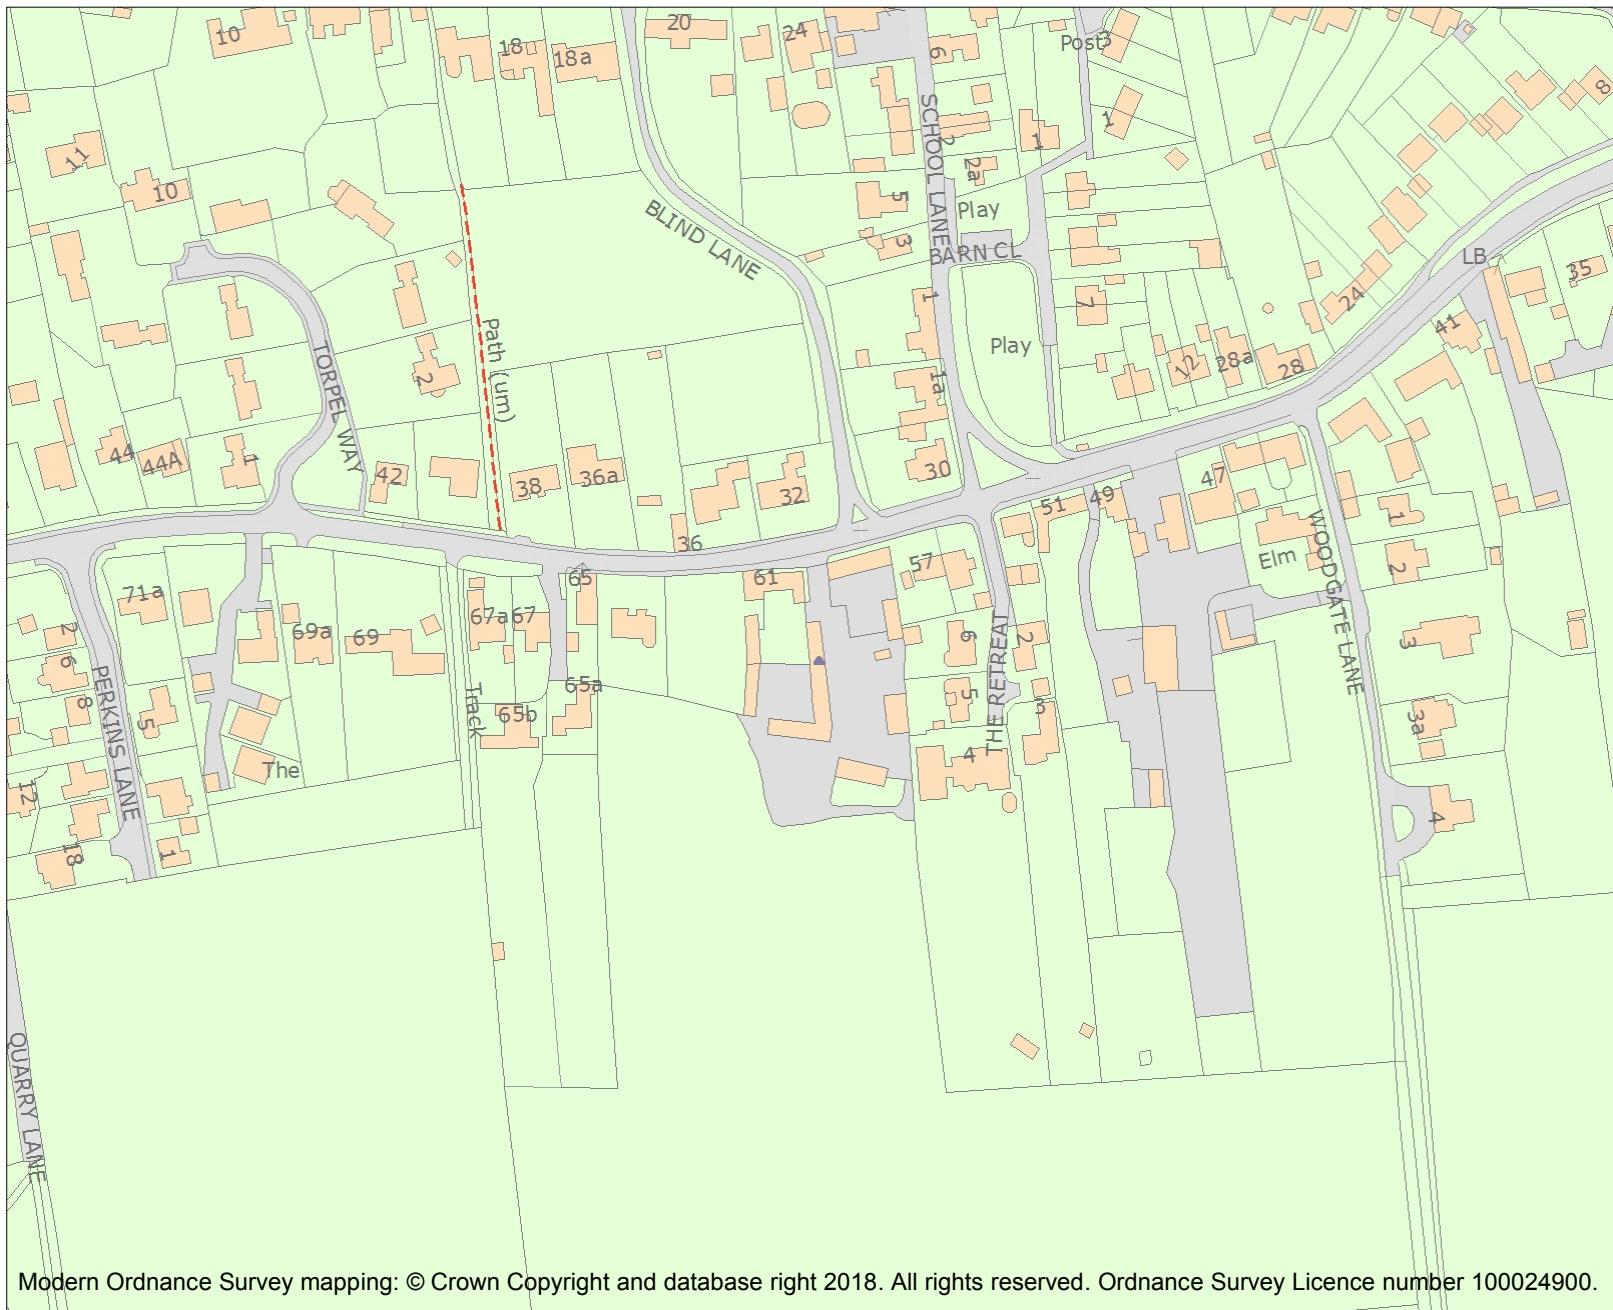 10
18
18a
20
24
6
Post
3
8
11
10
SCHOOL LANE
2
2a
1
1
5
Play
BLIND LANE
3
BARN CL
LB
35
1
7
24
41
Path (um)
Play
TORPEL WAY
2
1a
12
28a
28
44
44A
1
42
38
36a
32
30
47
51
49
36
WOODGATE LANE
1
Elm
2
65
61
57
71a
67a
67
2
69a
69
6
2
3
6
PERKINS LANE
THE RETREAT
8
5
Track
65a
65b
5
3
3a
4
The
12
18
1
4
QUARRY LANE
Modern Ordnance Survey mapping: © Crown Copyright and database right 2018. All rights reserved. Ordnance Survey Licence number 100024900.